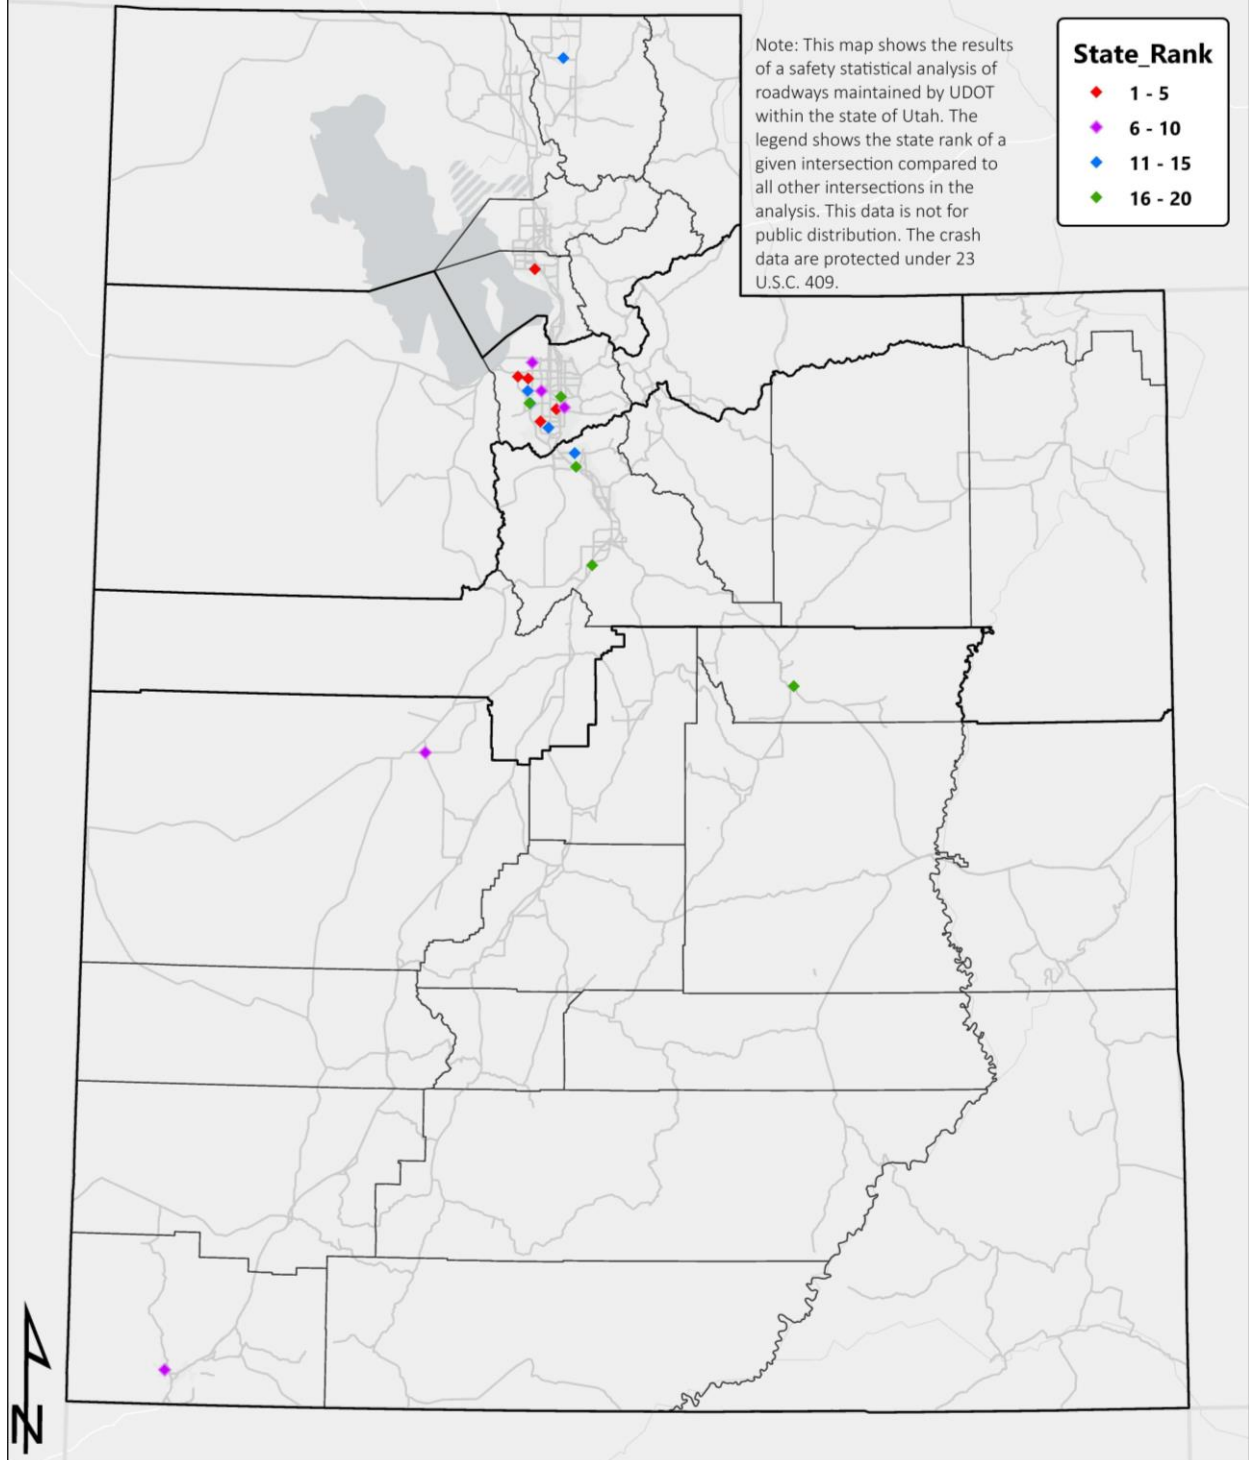 Note: This map shows the results
of a safety statistical analysis of
roadways maintained by UDOT
within the state of Utah. The
legend shows the state rank of a
given intersection compared to
all other intersections in the
analysis. This data is not for
public distribution. The crash
data are protected under 23
U.S.C. 409.
State_Rank
1 - 5
6 - 10
11 - 15
16 - 20
N